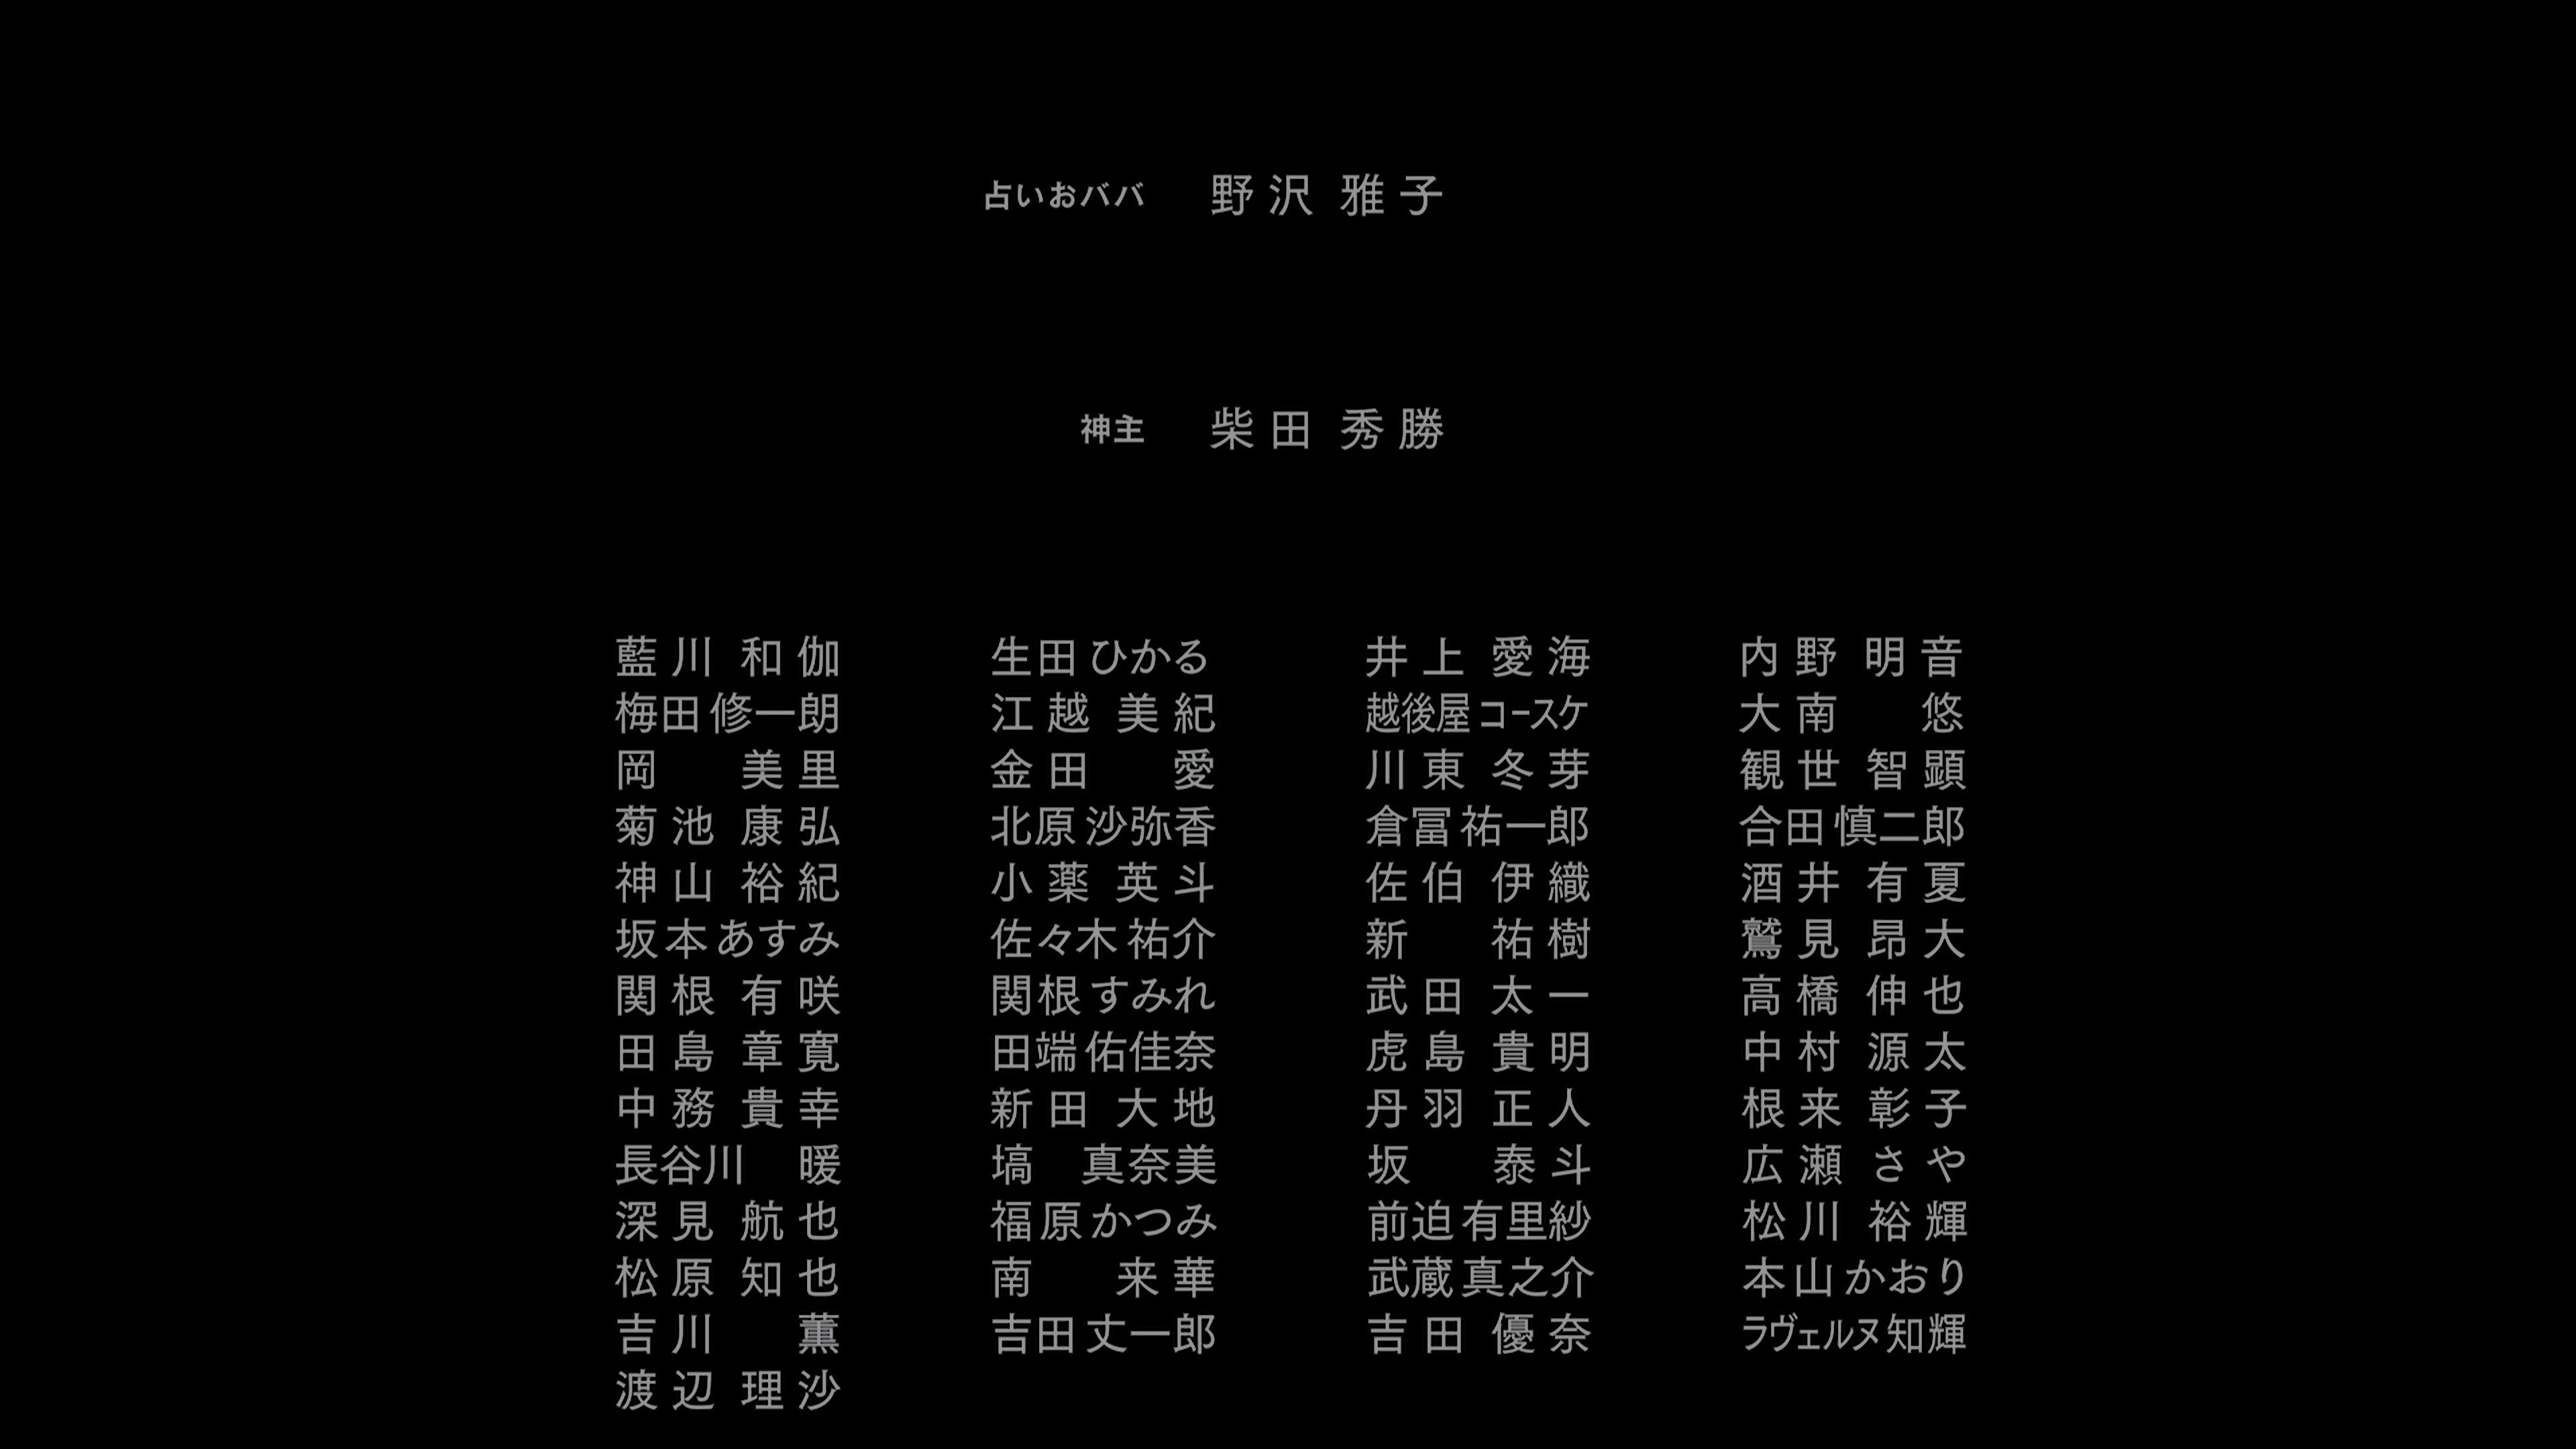 占いおババ 野沢 雅子
神主 柴田 秀勝
藍川 和伽 生田 ひかる 井上 愛海 内野 明音
梅田 修一朗 江越 美紀 越後屋 コースケ 大南 悠
岡 美里 金田 愛 川東 冬芽 観世 智顕
菊池 康弘 北原 沙弥香 倉冨 祐一郎 合田 慎二郎
神山 裕紀 小薬 英斗 佐伯 伊織 酒井 有夏
坂本 あすみ 佐々木 祐介 新 祐樹 鷲見 昂大
関根 有咲 関根 すみれ 武田 太一 高橋 伸也
田島 章寛 田端 佑佳奈 虎島 貴明 中村 源太
中務 貴幸 新田 大地 丹羽 正人 根来 彰子
長谷川 暖 塙 真奈美 坂 泰斗 広瀬 さや
深見 航也 福原 かつみ 前迫 有里紗 松川 裕輝
松原 知也 南 来華 武蔵 真之介 本山 かおり
吉川 薫 吉田 丈一郎 吉田 優奈 ラヴェルヌ 知輝
渡辺 理沙